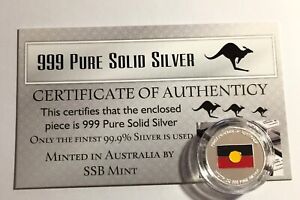 999 PURE SOLID SILVER
CERTIFICATE OF AUTHENTICITY
This certifies that the enclosed
piece is 999 Pure Solid Silver
ONLY THE FINEST 99.9% SILVER IS USED
MINTED IN AUSTRALIA BY
SSB MINT